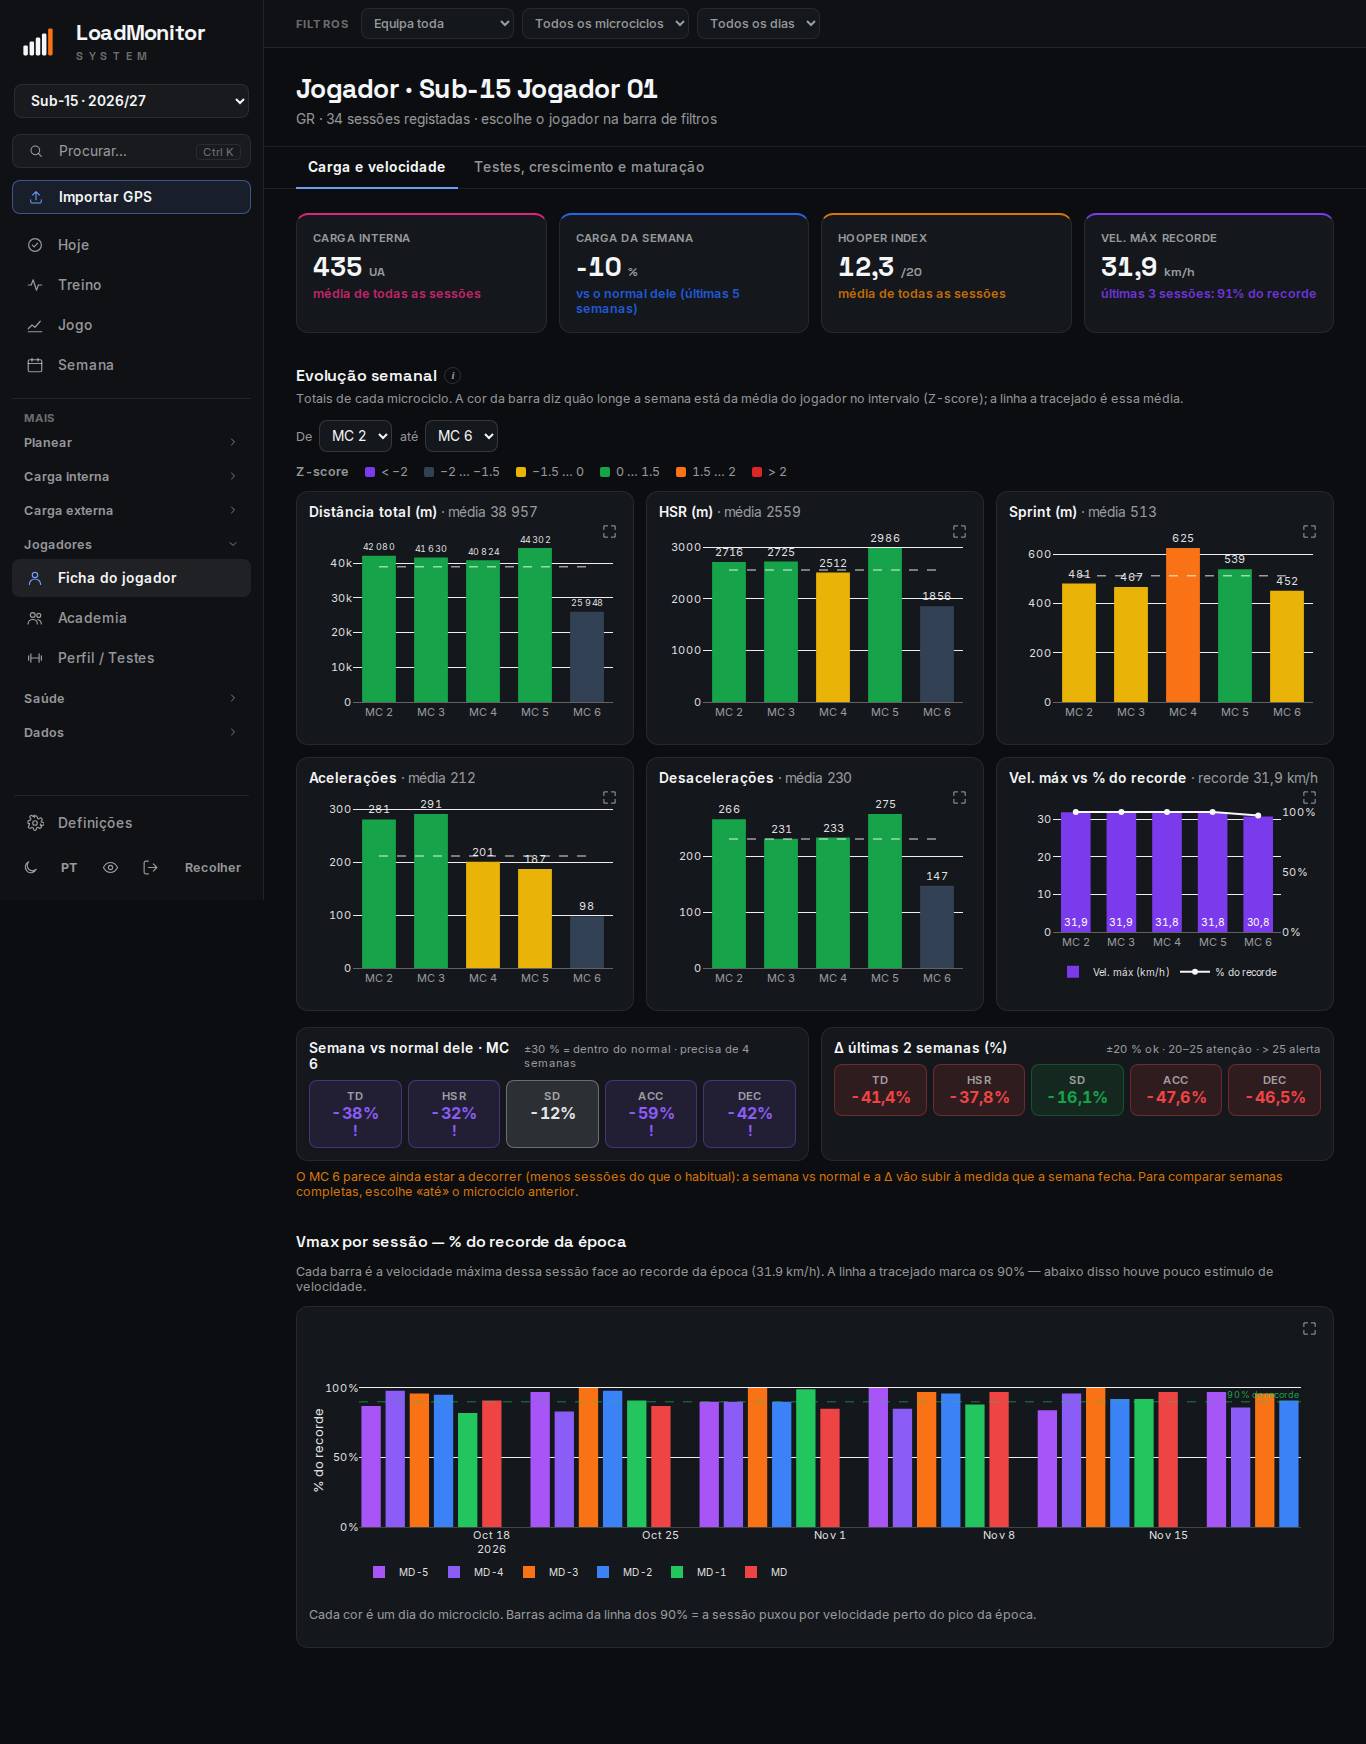 LoadMonitor
SYSTEM
Sub-15 · 2026/27
Procurar...
Ctrl K
Importar GPS
Hoje
Treino
Jogo
Semana
MAIS
Planear
Carga interna
Carga externa
Jogadores
Ficha do jogador
Academia
Perfil / Testes
Saúde
Dados
Definições
PT
Recolher
FILTROS
Equipa toda
Todos os microciclos
Todos os dias
Jogador · Sub-15 Jogador 01
GR · 34 sessões registadas · escolhe o jogador na barra de filtros
Carga e velocidade
Testes, crescimento e maturação
CARGA INTERNA
435 UA
média de todas as sessões
CARGA DA SEMANA
-10 %
vs o normal dele (últimas 5
semanas)
HOOPER INDEX
12,3 /20
média de todas as sessões
VEL. MÁX RECORDE
31,9 km/h
últimas 3 sessões: 91% do recorde
Evolução semanal i
Totais de cada microciclo. A cor da barra diz quão longe a semana está da média do jogador no intervalo (Z-score); a linha a tracejado é essa média.
De MC 2 até MC 6
Z-score < −2 −2 … −1.5 −1.5 … 0 0 … 1.5 1.5 … 2 > 2
Distância total (m) · média 38 957
42 080 41 630 40 824 44 302 25 948
40k
30k
20k
10k
0
MC 2 MC 3 MC 4 MC 5 MC 6
HSR (m) · média 2559
2716 2725 2512 2986 1856
3000
2000
1000
0
MC 2 MC 3 MC 4 MC 5 MC 6
Sprint (m) · média 513
481 467 625 539 452
600
400
200
0
MC 2 MC 3 MC 4 MC 5 MC 6
Acelerações · média 212
281 291 201 187 98
300
200
100
0
MC 2 MC 3 MC 4 MC 5 MC 6
Desacelerações · média 230
266 231 233 275 147
200
100
0
MC 2 MC 3 MC 4 MC 5 MC 6
Vel. máx vs % do recorde · recorde 31,9 km/h
30
20
10
0
100%
50%
0%
31,9 31,9 31,8 31,8 30,8
MC 2 MC 3 MC 4 MC 5 MC 6
Vel. máx (km/h) % do recorde
Semana vs normal dele · MC
6
±30 % = dentro do normal · precisa de 4
semanas
TD
-38%
!
HSR
-32%
!
SD
-12%
ACC
-59%
!
DEC
-42%
!
Δ últimas 2 semanas (%)
±20 % ok · 20–25 atenção · > 25 alerta
TD
-41,4%
HSR
-37,8%
SD
-16,1%
ACC
-47,6%
DEC
-46,5%
O MC 6 parece ainda estar a decorrer (menos sessões do que o habitual): a semana vs normal e a Δ vão subir à medida que a semana fecha. Para comparar semanas
completas, escolhe «até» o microciclo anterior.
Vmax por sessão — % do recorde da época
Cada barra é a velocidade máxima dessa sessão face ao recorde da época (31.9 km/h). A linha a tracejado marca os 90% — abaixo disso houve pouco estímulo de
velocidade.
% do recorde
100%
50%
0%
90% do recorde
Oct 18
2026
Oct 25
Nov 1
Nov 8
Nov 15
MD-5 MD-4 MD-3 MD-2 MD-1 MD
Cada cor é um dia do microciclo. Barras acima da linha dos 90% = a sessão puxou por velocidade perto do pico da época.